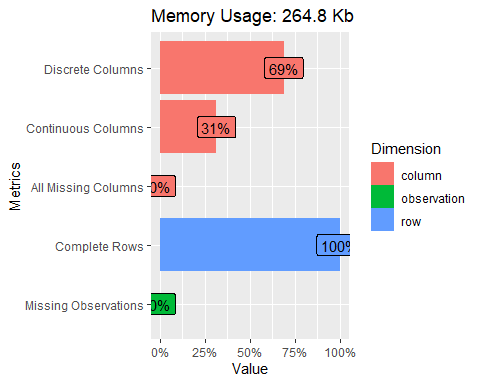 Memory Usage: 264.8 Kb
Metrics
Discrete Columns
69%
Continuous Columns
31%
All Missing Columns
0%
Complete Rows
100%
Missing Observations
0%
0% 25% 50% 75% 100%
Value
Dimension
column
observation
row